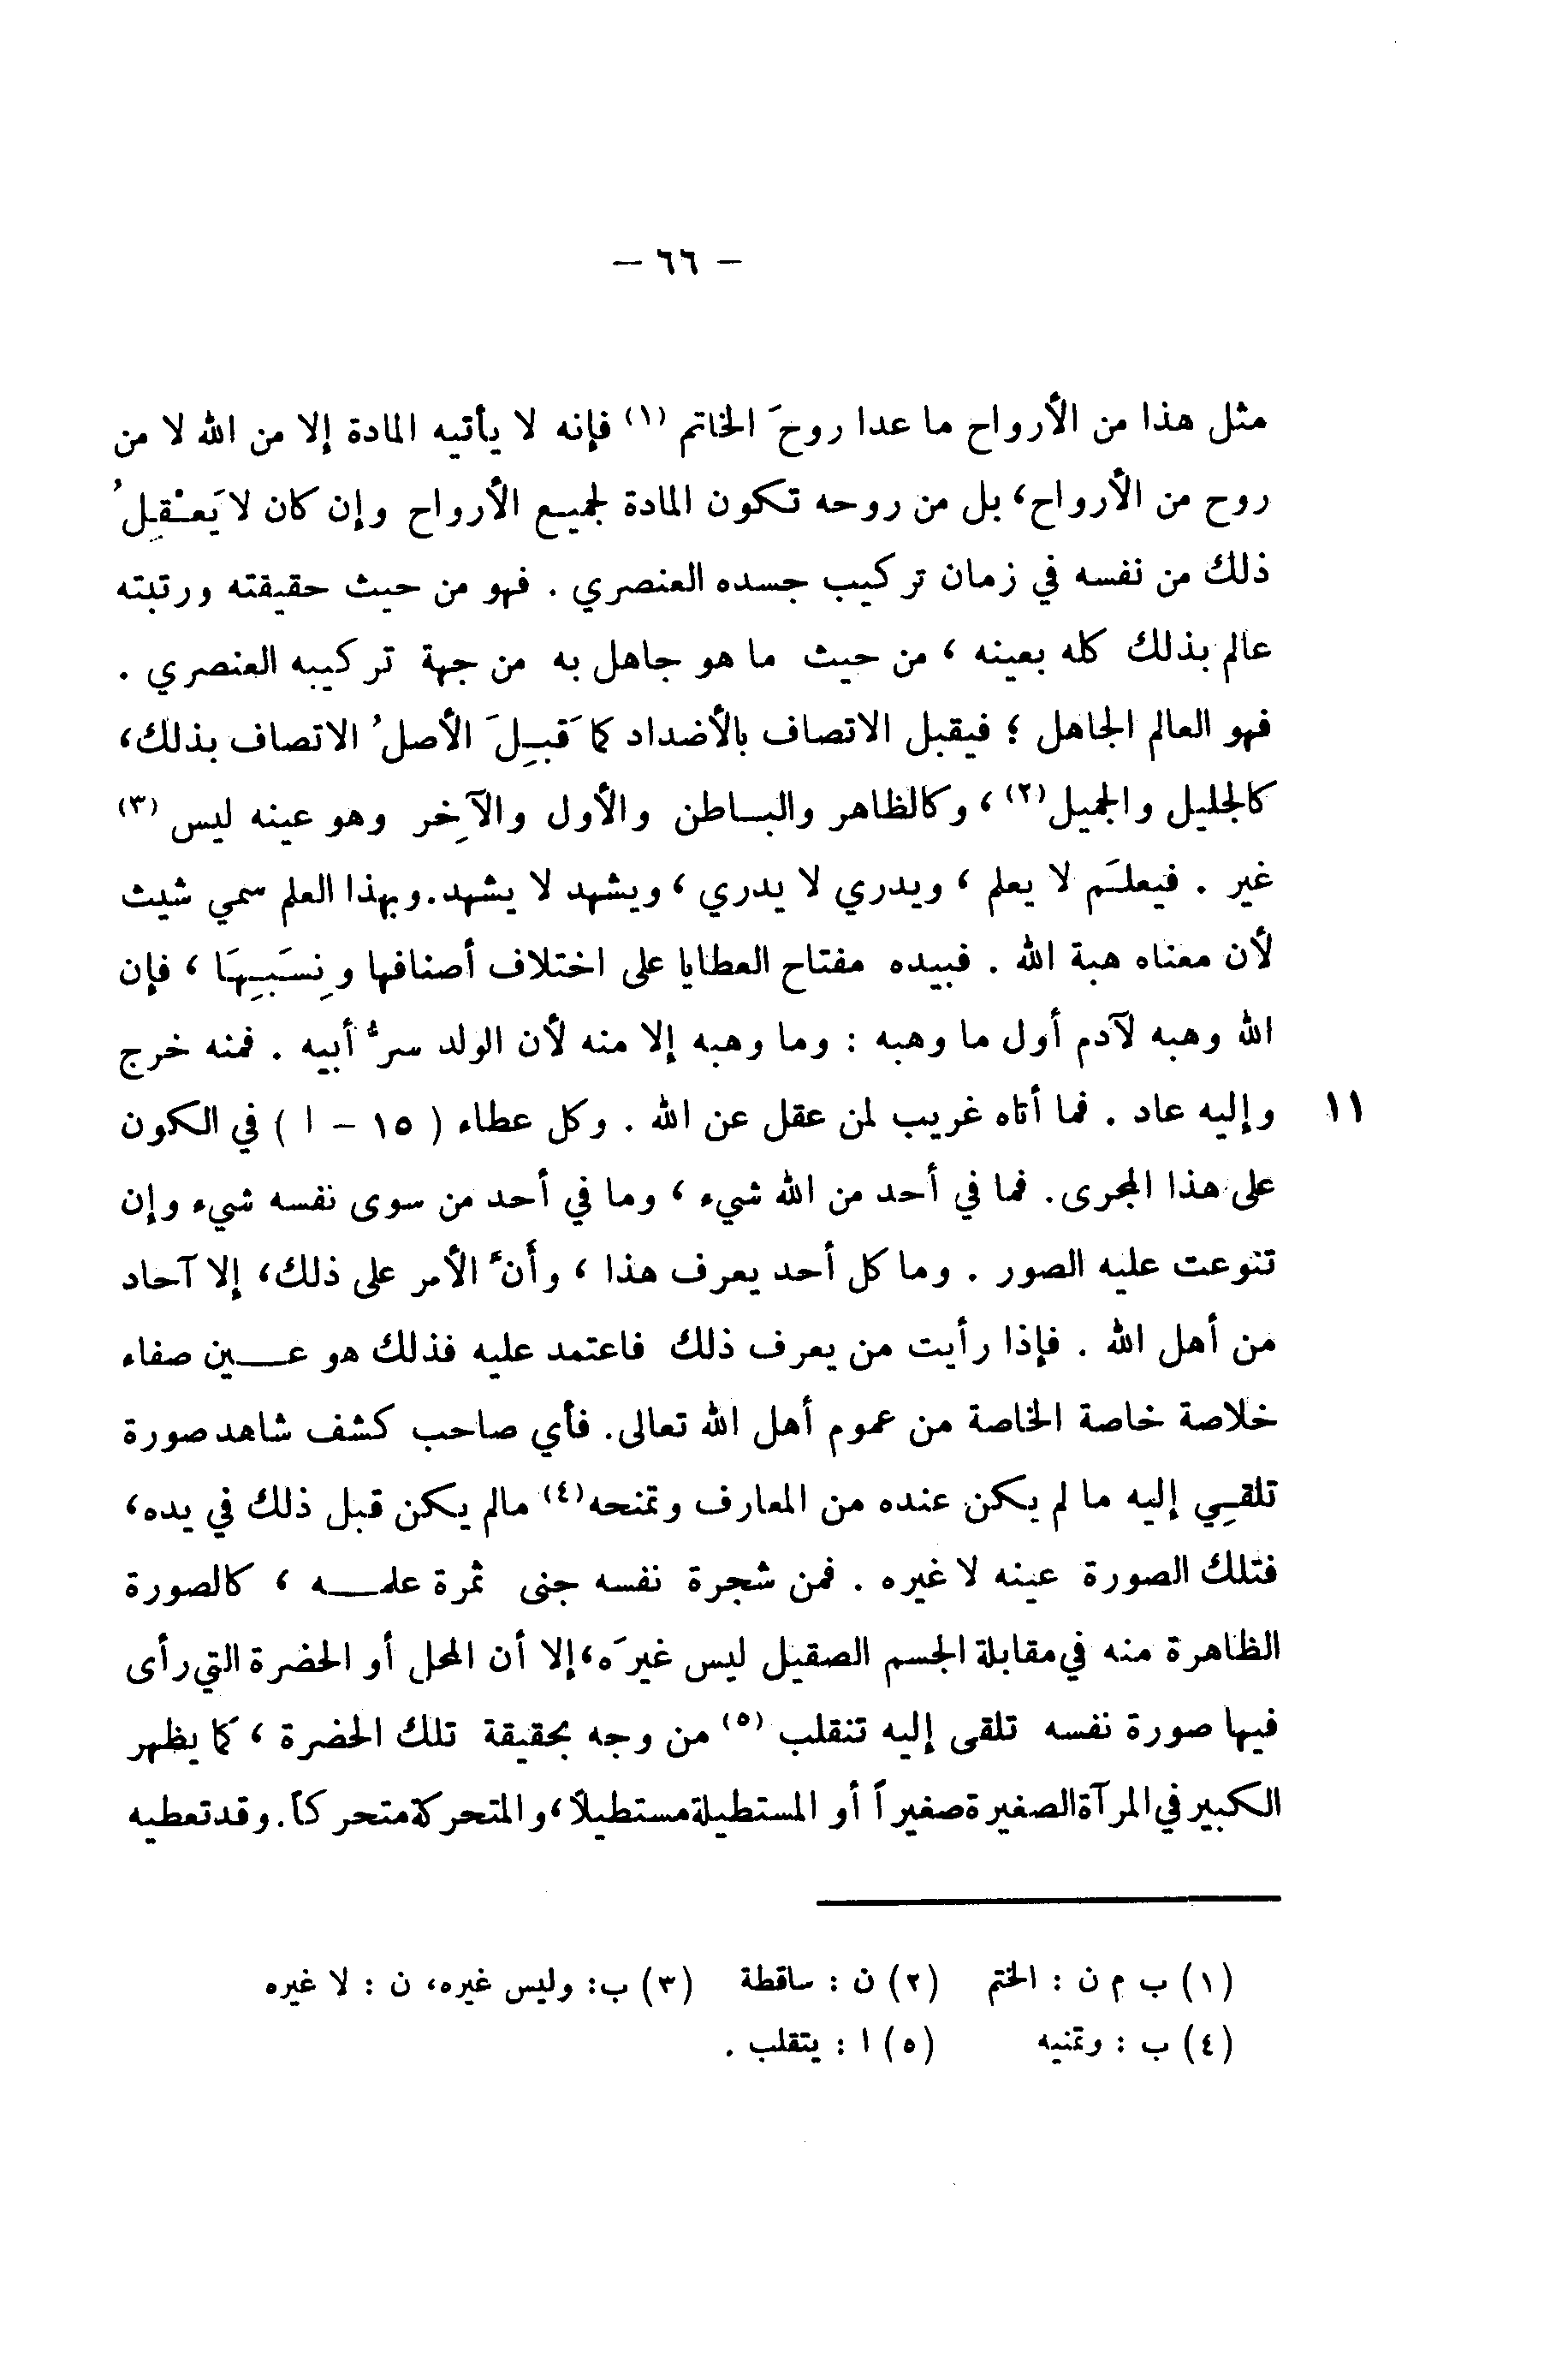 — ٦٦ —
مثل هذا من الأرواح ما عدا روحَ الخاتم (١) فإنه لا يأتيه المادة إلا من الله لا من
روح من الأرواح، بل من روحه تكون المادة لجميع الأرواح وإن كان لا يَعْقِلُ
ذلك من نفسه في زمان تركيب جسده العنصري . فهو من حيث حقيقته ورتبته
عالم بذلك كله بعينه ، من حيث ما هو جاهل به من جهة تركيبه العنصري .
فهو العالم الجاهل ؛ فيقبل الاتصاف بالأضداد كما قَبِلَ الأصلُ الاتصاف بذلك،
كالجليل والجميل (٢) ، وكالظاهر والباطن والأول والآخِر وهو عينه ليس (٣)
غير . فيعلَم لا يعلم ، ويدري لا يدري ، ويشهد لا يشهد. وبهذا العلم سمي شيث
لأن معناه هبة الله . فبيده مفتاح العطايا على اختلاف أصنافها ونِسَبِهَا ، فإن
الله وهبه لآدم أول ما وهبه : وما وهبه إلا منه لأن الولد سرُّ أبيه . فمنه خرج
١١ وإليه عاد . فما أتاه غريب لمن عقل عن الله . وكل عطاء ( ١٥ – ا ) في الكون
على هذا المجرى. فما في أحد من الله شيء ، وما في أحد من سوى نفسه شيء وإن
تنوعت عليه الصور . وما كل أحد يعرف هذا ، وأَنَّ الأمر على ذلك، إلا آحاد
من أهل الله . فإذا رأيت من يعرف ذلك فاعتمد عليه فذلك هو عين صفاء
خلاصة خاصة الخاصة من عموم أهل الله تعالى. فأي صاحب كشف شاهد صورة
تلقِي إليه ما لم يكن عنده من المعارف وتمنحه (٤) مالم يكن قبل ذلك في يده،
فتلك الصورة عينه لا غيره . فمن شجرة نفسه جنى ثمرة علمه ، كالصورة
الظاهرة منه في مقابلة الجسم الصقيل ليس غيرَه، إلا أن المحل أو الحضرة التي رأى
فيها صورة نفسه تلقى إليه تنقلب (٥) من وجه بحقيقة تلك الحضرة ، كما يظهر
الكبير في المرآة الصغيرة صغيراً أو المستطيلة مستطيلاً، والمتحركة متحركاً. وقد تعطيه
(١) ب م ن : الختم (٢) ن : ساقطة (٣) ب: وليس غيره، ن : لا غيره
(٤) ب : وتمنيه (٥) ا : يتقلب .